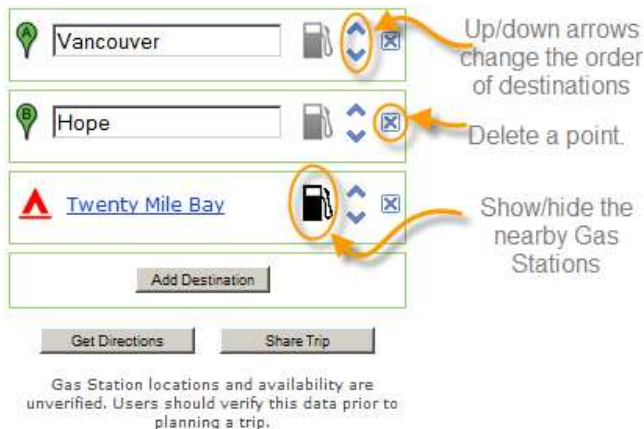 A
Vancouver
Up/down arrows
change the order
of destinations
B
Hope
Delete a point.
Twenty Mile Bay
Show/hide the
nearby Gas
Stations
Add Destination
Get Directions
Share Trip
Gas Station locations and availability are
unverified. Users should verify this data prior to
planning a trip.